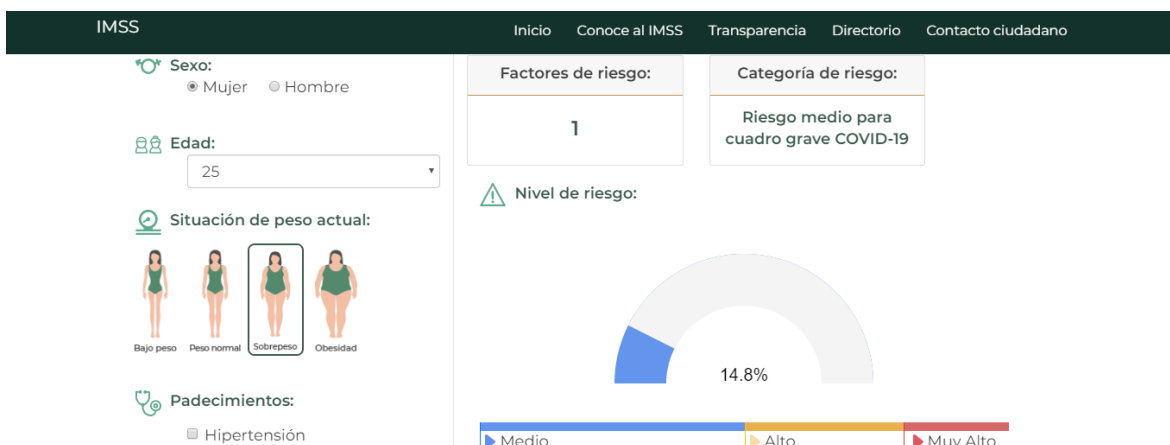 IMSS
Inicio Conoce al IMSS Transparencia Directorio Contacto ciudadano
Sexo:
Mujer Hombre
Edad:
25
Situación de peso actual:
Bajo peso Peso normal Sobrepeso Obesidad
Padecimientos:
Hipertensión
Factores de riesgo:
1
Categoría de riesgo:
Riesgo medio para
cuadro grave COVID-19
Nivel de riesgo:
14.8%
Medio Alto Muy Alto